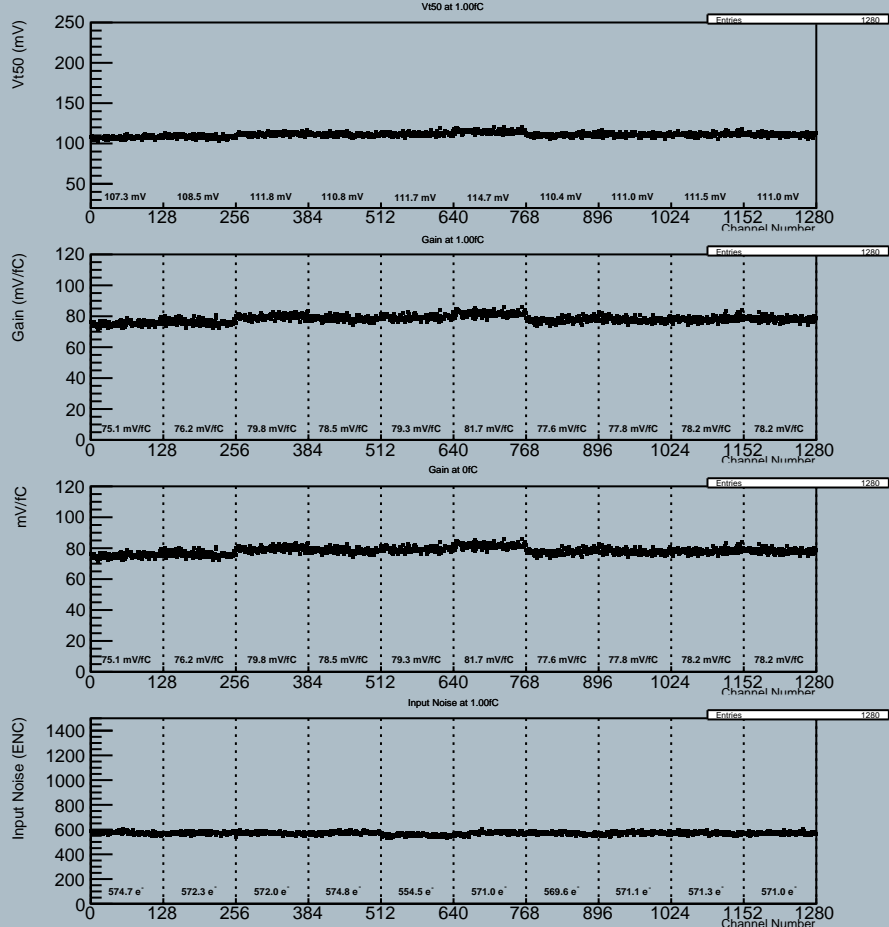 Vt50 at 1.00fC
Entries 1280
Vt50 (mV)
250
200
150
100
50
107.3 mV 108.5 mV 111.8 mV 110.8 mV 111.7 mV 114.7 mV 110.4 mV 111.0 mV 111.5 mV 111.0 mV
0 128 256 384 512 640 768 896 1024 1152 1280
Channel Number
Gain at 1.00fC
Entries 1280
Gain (mV/fC)
120
100
80
60
40
20
0
75.1 mV/fC 76.2 mV/fC 79.8 mV/fC 78.5 mV/fC 79.3 mV/fC 81.7 mV/fC 77.6 mV/fC 77.8 mV/fC 78.2 mV/fC 78.2 mV/fC
0 128 256 384 512 640 768 896 1024 1152 1280
Channel Number
Gain at 0fC
Entries 1280
mV/fC
120
100
80
60
40
20
0
75.1 mV/fC 76.2 mV/fC 79.8 mV/fC 78.5 mV/fC 79.3 mV/fC 81.7 mV/fC 77.6 mV/fC 77.8 mV/fC 78.2 mV/fC 78.2 mV/fC
0 128 256 384 512 640 768 896 1024 1152 1280
Channel Number
Input Noise at 1.00fC
Entries 1280
Input Noise (ENC)
1400
1200
1000
800
600
400
200
0
574.7 e⁻ 572.3 e⁻ 572.0 e⁻ 574.8 e⁻ 554.5 e⁻ 571.0 e⁻ 569.6 e⁻ 571.1 e⁻ 571.3 e⁻ 571.0 e⁻
0 128 256 384 512 640 768 896 1024 1152 1280
Channel Number